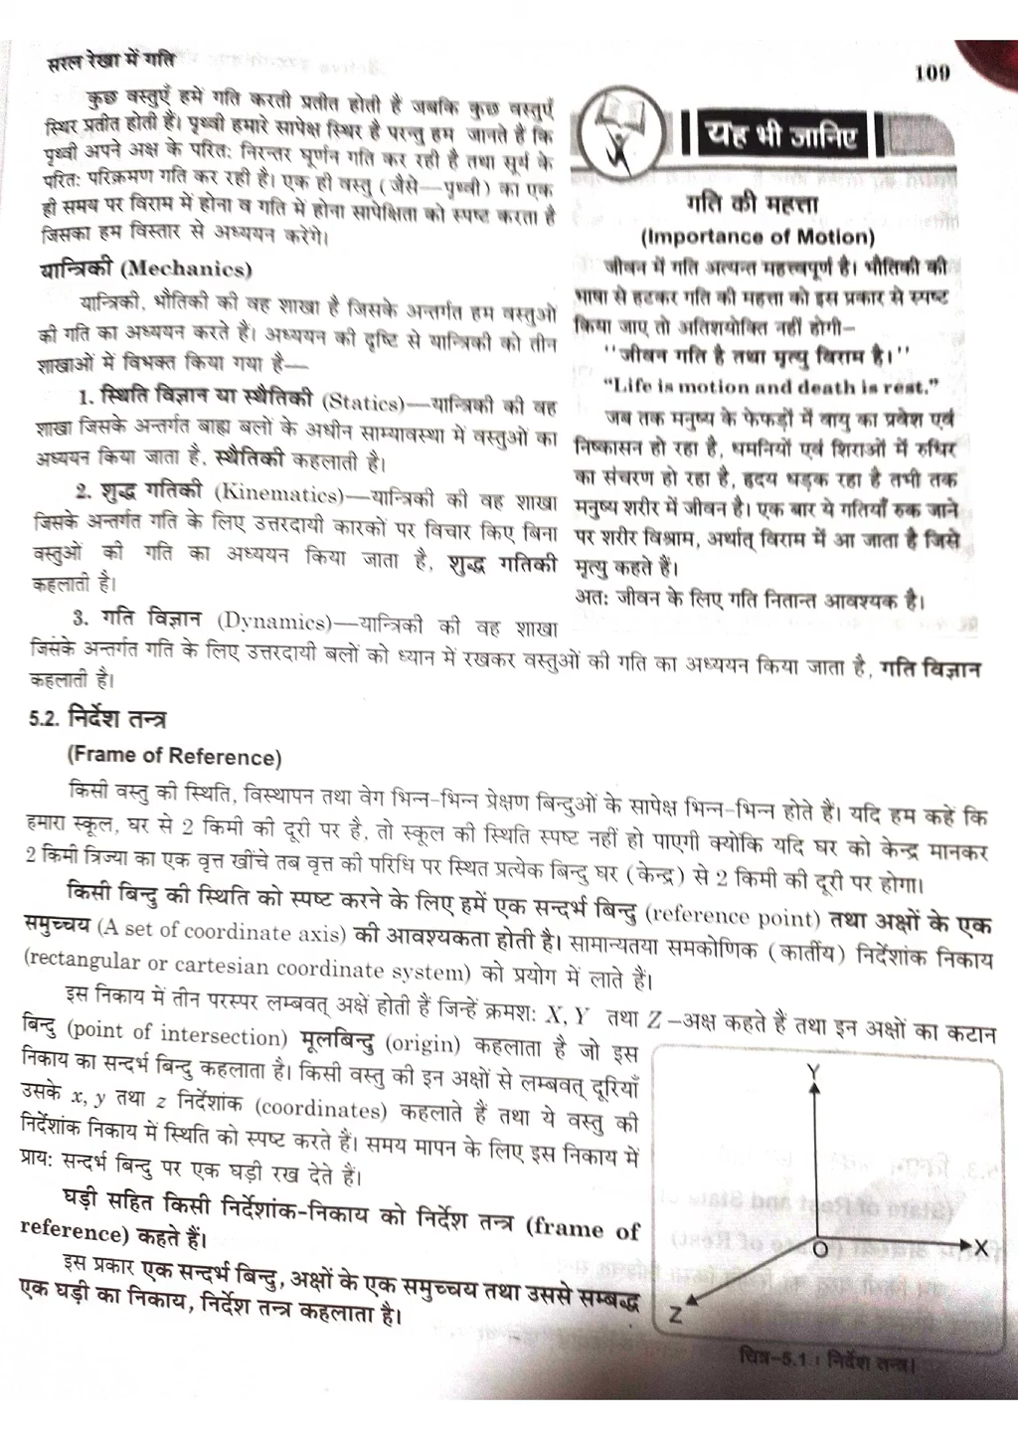 सरल रेखा में गति
109
कुछ वस्तुएँ हमें गति करती प्रतीत होती हैं जबकि कुछ वस्तुएँ
स्थिर प्रतीत होती हैं। पृथ्वी हमारे सापेक्ष स्थिर है परन्तु हम जानते हैं कि
पृथ्वी अपने अक्ष के परितः निरन्तर घूर्णन गति कर रही है तथा सूर्य के
परितः परिक्रमण गति कर रही है। एक ही वस्तु (जैसे—पृथ्वी) का एक
ही समय पर विराम में होना व गति में होना सापेक्षिता को स्पष्ट करता है
जिसका हम विस्तार से अध्ययन करेंगे।
यान्त्रिकी (Mechanics)
यान्त्रिकी, भौतिकी की वह शाखा है जिसके अन्तर्गत हम वस्तुओं
की गति का अध्ययन करते हैं। अध्ययन की दृष्टि से यान्त्रिकी को तीन
शाखाओं में विभक्त किया गया है—
1. स्थिति विज्ञान या स्थैतिकी (Statics)—यान्त्रिकी की वह
शाखा जिसके अन्तर्गत बाह्य बलों के अधीन साम्यावस्था में वस्तुओं का
अध्ययन किया जाता है, स्थैतिकी कहलाती है।
2. शुद्ध गतिकी (Kinematics)—यान्त्रिकी की वह शाखा
जिसके अन्तर्गत गति के लिए उत्तरदायी कारकों पर विचार किए बिना
वस्तुओं की गति का अध्ययन किया जाता है, शुद्ध गतिकी
कहलाती है।
3. गति विज्ञान (Dynamics)—यान्त्रिकी की वह शाखा
जिसके अन्तर्गत गति के लिए उत्तरदायी बलों को ध्यान में रखकर वस्तुओं की गति का अध्ययन किया जाता है, गति विज्ञान
कहलाती है।
यह भी जानिए
गति की महत्ता
(Importance of Motion)
जीवन में गति अत्यन्त महत्त्वपूर्ण है। भौतिकी की
भाषा से हटकर गति की महत्ता को इस प्रकार से स्पष्ट
किया जाए तो अतिशयोक्ति नहीं होगी–
''जीवन गति है तथा मृत्यु विराम है।''
“Life is motion and death is rest.”
जब तक मनुष्य के फेफड़ों में वायु का प्रवेश एवं
निष्कासन हो रहा है, धमनियों एवं शिराओं में रुधिर
का संचरण हो रहा है, हृदय धड़क रहा है तभी तक
मनुष्य शरीर में जीवन है। एक बार ये गतियाँ रुक जाने
पर शरीर विश्राम, अर्थात् विराम में आ जाता है जिसे
मृत्यु कहते हैं।
अतः जीवन के लिए गति नितान्त आवश्यक है।
5.2. निर्देश तन्त्र
(Frame of Reference)
किसी वस्तु की स्थिति, विस्थापन तथा वेग भिन्न-भिन्न प्रेक्षण बिन्दुओं के सापेक्ष भिन्न-भिन्न होते हैं। यदि हम कहें कि
हमारा स्कूल, घर से 2 किमी की दूरी पर है, तो स्कूल की स्थिति स्पष्ट नहीं हो पाएगी क्योंकि यदि घर को केन्द्र मानकर
2 किमी त्रिज्या का एक वृत्त खींचे तब वृत्त की परिधि पर स्थित प्रत्येक बिन्दु घर (केन्द्र) से 2 किमी की दूरी पर होगा।
किसी बिन्दु की स्थिति को स्पष्ट करने के लिए हमें एक सन्दर्भ बिन्दु (reference point) तथा अक्षों के एक
समुच्चय (A set of coordinate axis) की आवश्यकता होती है। सामान्यतया समकोणिक (कार्तीय) निर्देशांक निकाय
(rectangular or cartesian coordinate system) को प्रयोग में लाते हैं।
इस निकाय में तीन परस्पर लम्बवत् अक्षें होती हैं जिन्हें क्रमशः X, Y तथा Z –अक्ष कहते हैं तथा इन अक्षों का कटान
बिन्दु (point of intersection) मूलबिन्दु (origin) कहलाता है जो इस
निकाय का सन्दर्भ बिन्दु कहलाता है। किसी वस्तु की इन अक्षों से लम्बवत् दूरियाँ
उसके x, y तथा z निर्देशांक (coordinates) कहलाते हैं तथा ये वस्तु की
निर्देशांक निकाय में स्थिति को स्पष्ट करते हैं। समय मापन के लिए इस निकाय में
प्रायः सन्दर्भ बिन्दु पर एक घड़ी रख देते हैं।
घड़ी सहित किसी निर्देशांक-निकाय को निर्देश तन्त्र (frame of
reference) कहते हैं।
इस प्रकार एक सन्दर्भ बिन्दु, अक्षों के एक समुच्चय तथा उससे सम्बद्ध
एक घड़ी का निकाय, निर्देश तन्त्र कहलाता है।
Y
X
O
Z
चित्र–5.1 : निर्देश तन्त्र।